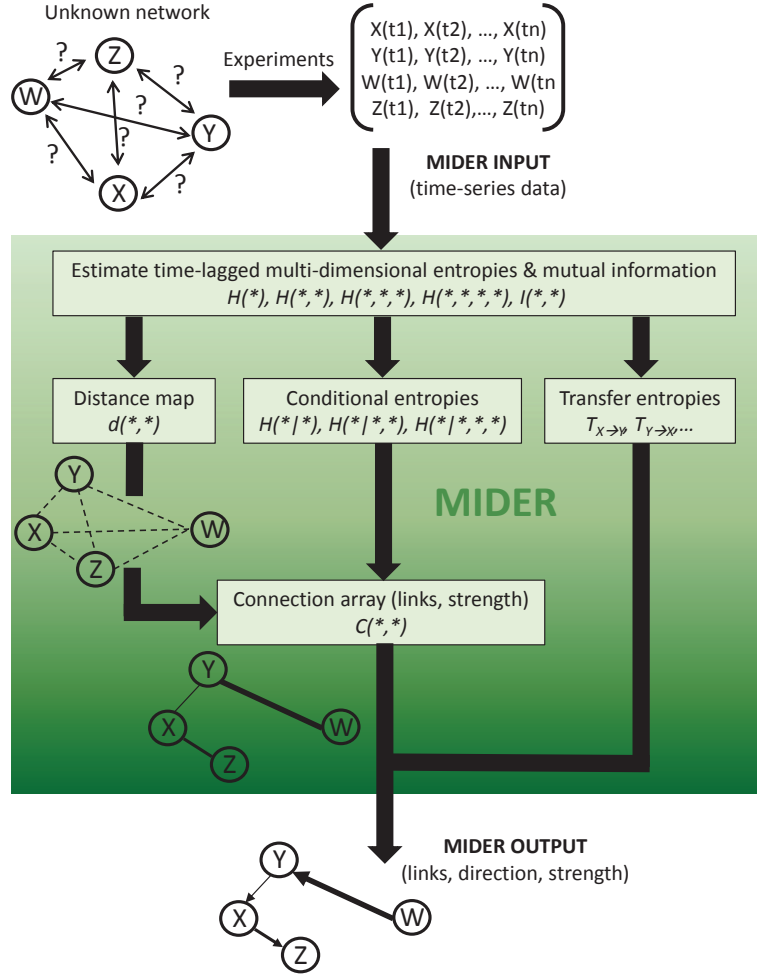 Unknown network
Z
W
Y
X
?
?
?
?
?
?
Experiments
X(t1), X(t2), ..., X(tn)
Y(t1), Y(t2), ..., Y(tn)
W(t1), W(t2), ..., W(tn
Z(t1), Z(t2),..., Z(tn)
MIDER INPUT
(time-series data)
Estimate time-lagged multi-dimensional entropies & mutual information
H(*), H(*,*), H(*,*,*), H(*,*,*,*), I(*,*)
Distance map
d(*,*)
Conditional entropies
H(*|*), H(*|*,*), H(*|*,*,*)
Transfer entropies
TX→Y, TY→X,...
MIDER
Y
X
W
Z
Connection array (links, strength)
C(*,*)
Y
X
W
Z
MIDER OUTPUT
(links, direction, strength)
Y
X
W
Z